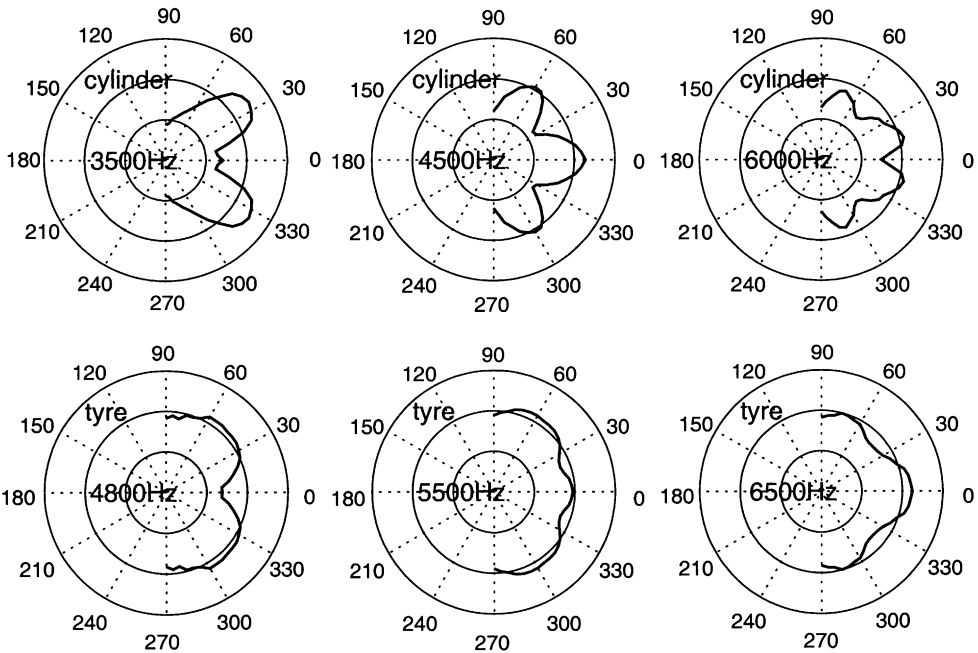 90 90 90
120 60 120 60 120 60
cylinder cylinder cylinder
150 30 150 30 150 30
180 3500Hz 0 180 4500Hz 0 180 6000Hz 0
210 330 210 330 210 330
240 300 240 300 240 300
270 270 270
90 90 90
120 60 120 60 120 60
tyre tyre tyre
150 30 150 30 150 30
180 4800Hz 0 180 5500Hz 0 180 6500Hz 0
210 330 210 330 210 330
240 300 240 300 240 300
270 270 270